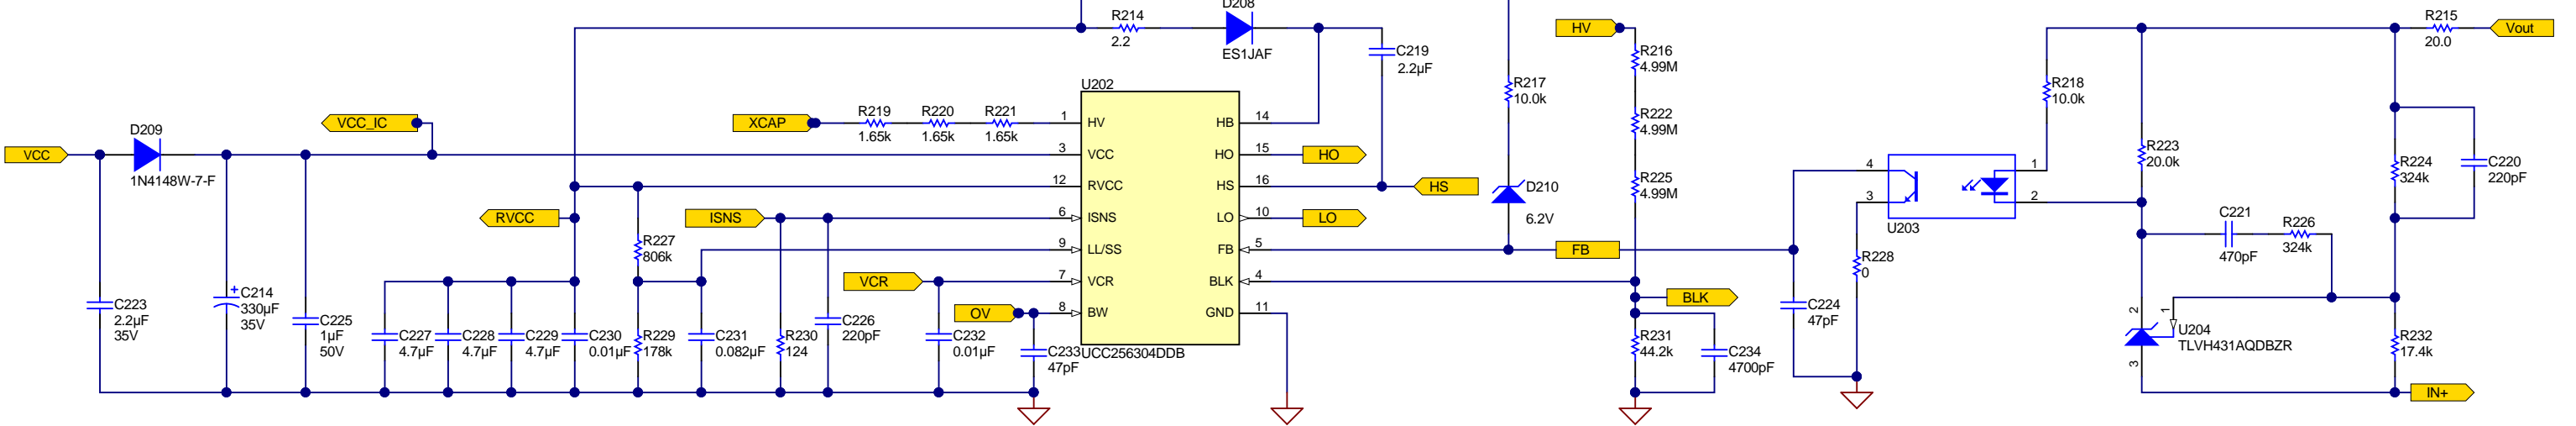 D208
ES1JAF
R214
2.2
C219
2.2µF
HV
R216
4.99M
R222
4.99M
R225
4.99M
R217
10.0k
D210
6.2V
R215
20.0
Vout
R218
10.0k
R223
20.0k
R224
324k
C220
220pF
C221
470pF
R226
324k
U203
4
3
1
2
R228
0
C224
47pF
2
1
3
U204
TLVH431AQDBZR
R232
17.4k
IN+
VCC
D209
1N4148W-7-F
VCC_IC
XCAP
R219
1.65k
R220
1.65k
R221
1.65k
U202
1 HV HB 14
3 VCC HO 15 HO
12 RVCC HS 16 HS
6 ISNS LO 10 LO
9 LL/SS FB 5 FB
7 VCR BLK 4
8 BW GND 11
UCC256304DDB
RVCC
ISNS
VCR
OV
BLK
R227
806k
C223
2.2µF
35V
+
C214
330µF
35V
C225
1µF
50V
C227
4.7µF
C228
4.7µF
C229
4.7µF
C230
0.01µF
R229
178k
C231
0.082µF
R230
124
C226
220pF
C232
0.01µF
C233
47pF
R231
44.2k
C234
4700pF